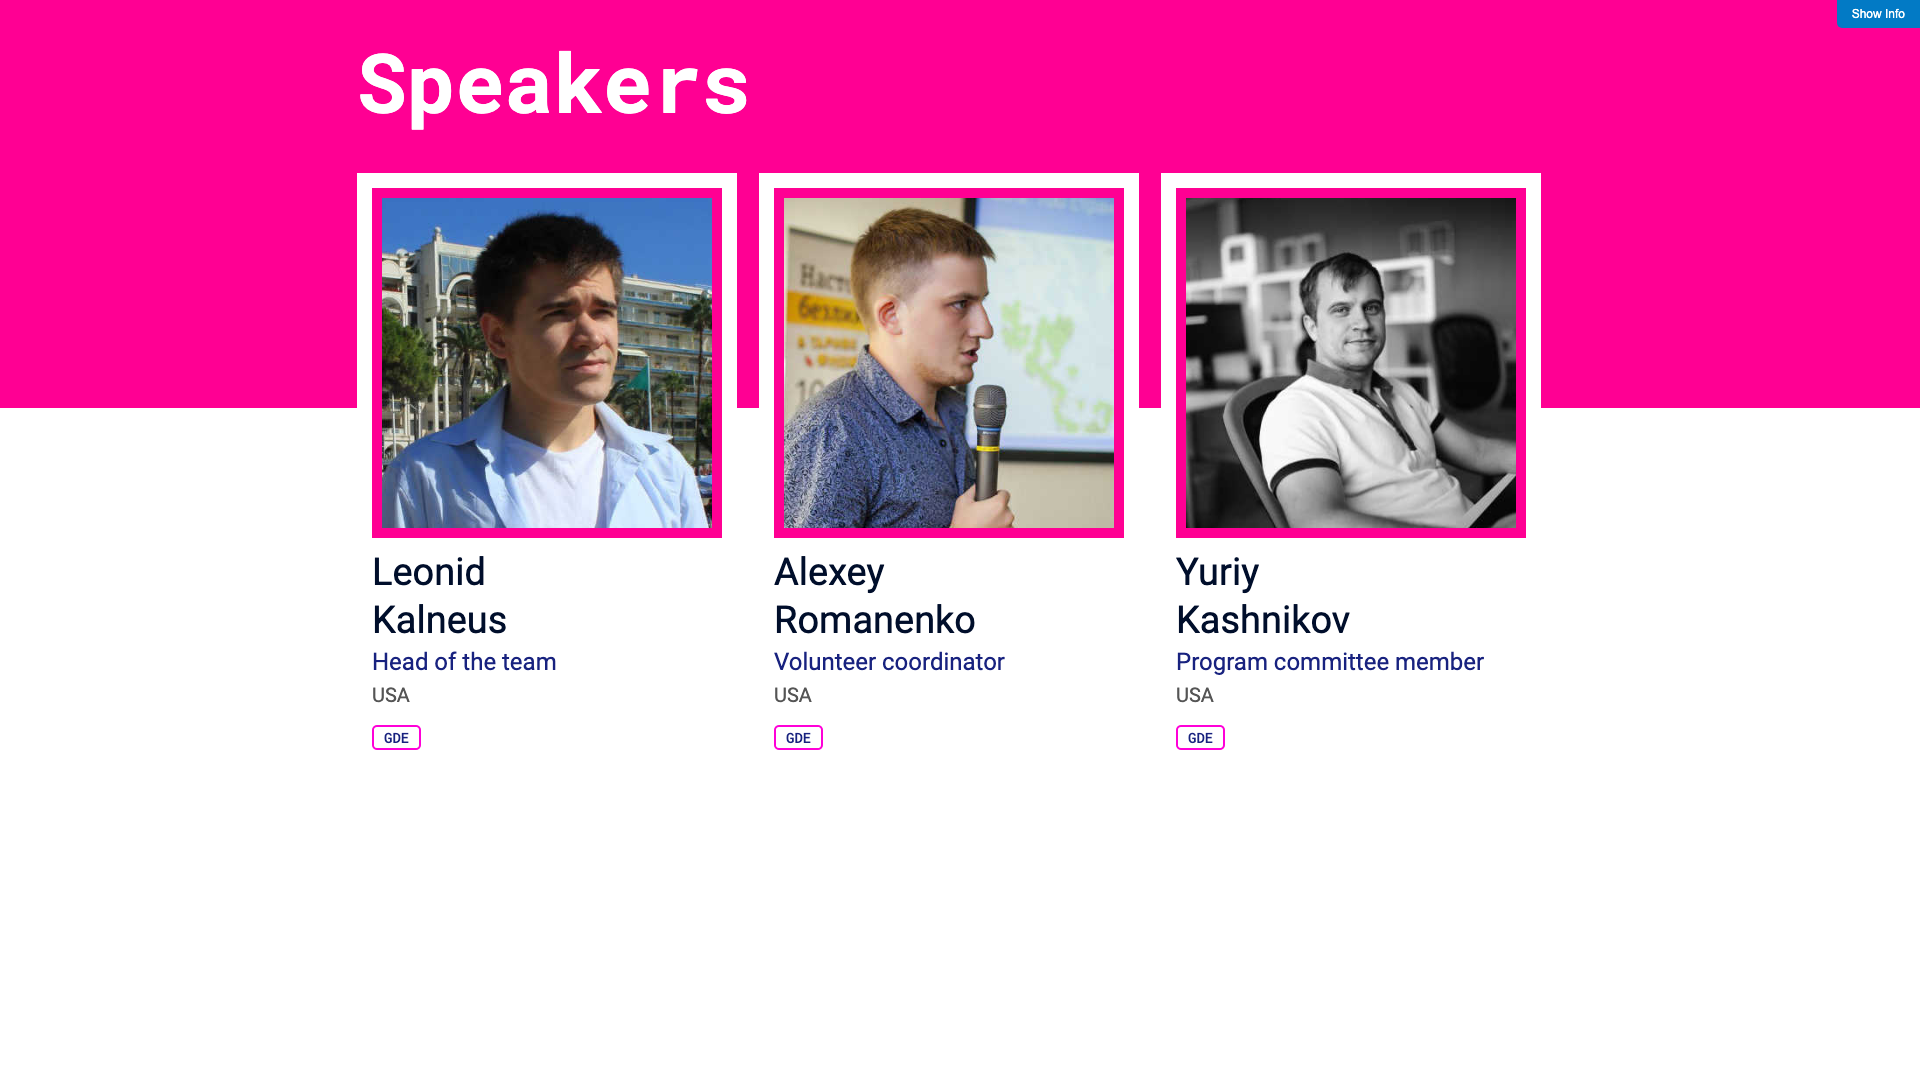 Show Info
Speakers
Leonid
Kalneus
Head of the team
USA
GDE
Alexey
Romanenko
Volunteer coordinator
USA
GDE
Yuriy
Kashnikov
Program committee member
USA
GDE